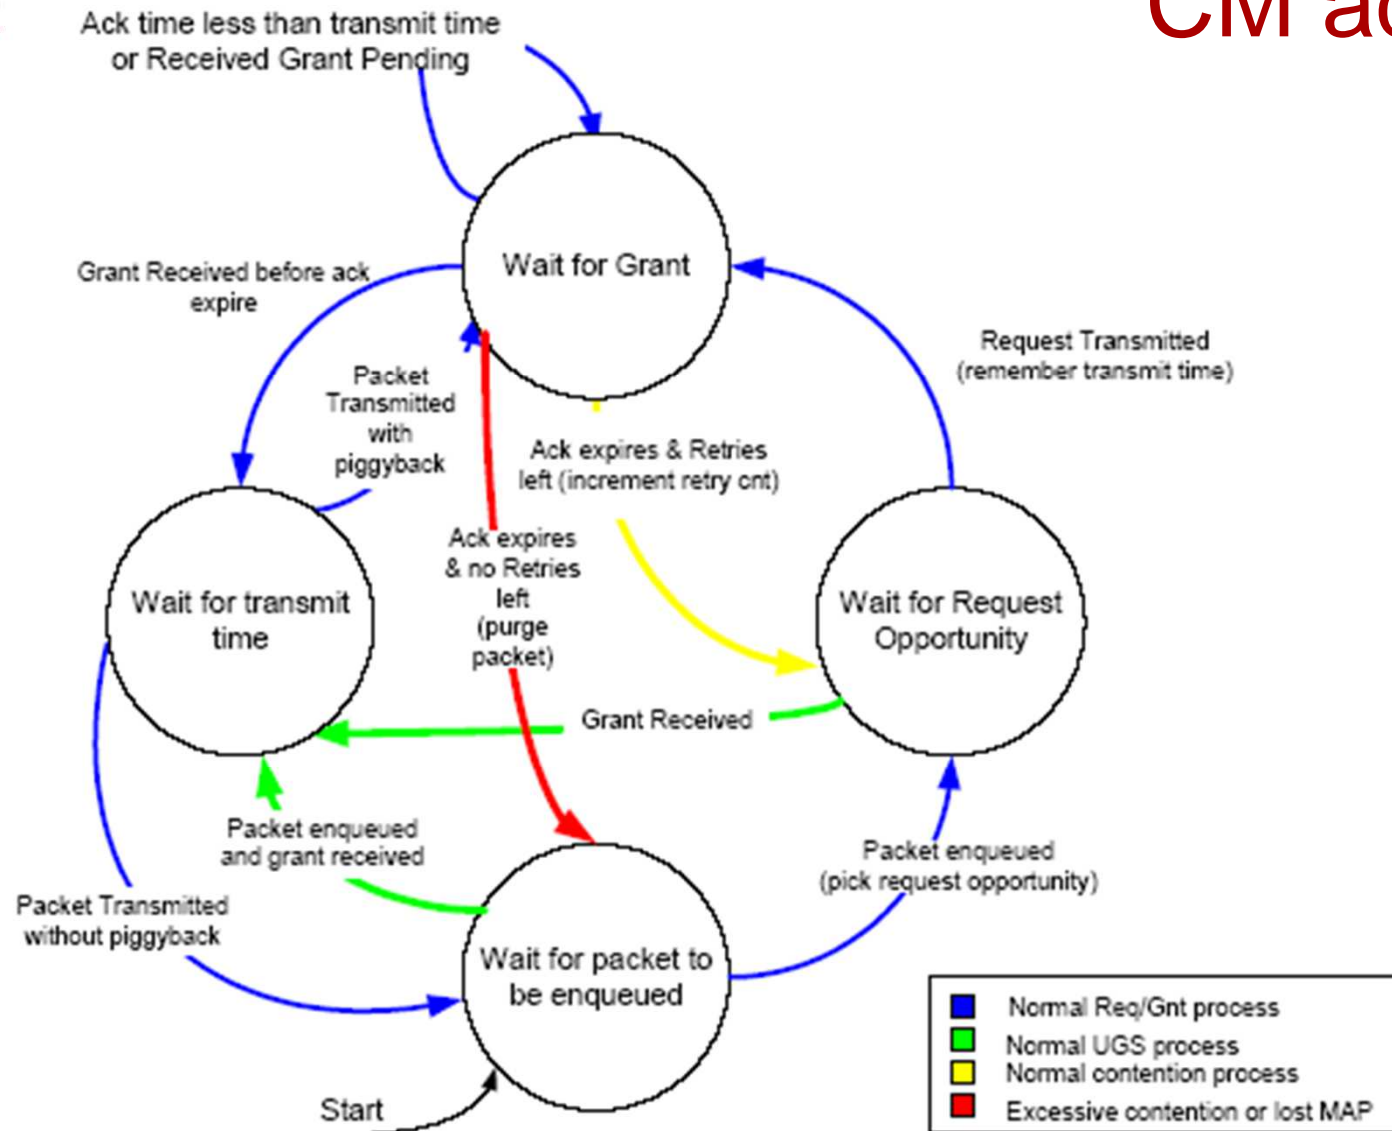 CM
Ack time less than transmit time
or Received Grant Pending
Wait for Grant
Grant Received before ack
expire
Request Transmitted
(remember transmit time)
Packet
Transmitted
with
piggyback
Ack expires & Retries
left (increment retry cnt)
Ack expires
& no Retries
left
(purge
packet)
Wait for transmit
time
Wait for Request
Opportunity
Grant Received
Packet enqueued
and grant received
Packet enqueued
(pick request opportunity)
Packet Transmitted
without piggyback
Wait for packet to
be enqueued
Start
Normal Req/Gnt process
Normal UGS process
Normal contention process
Excessive contention or lost MAP